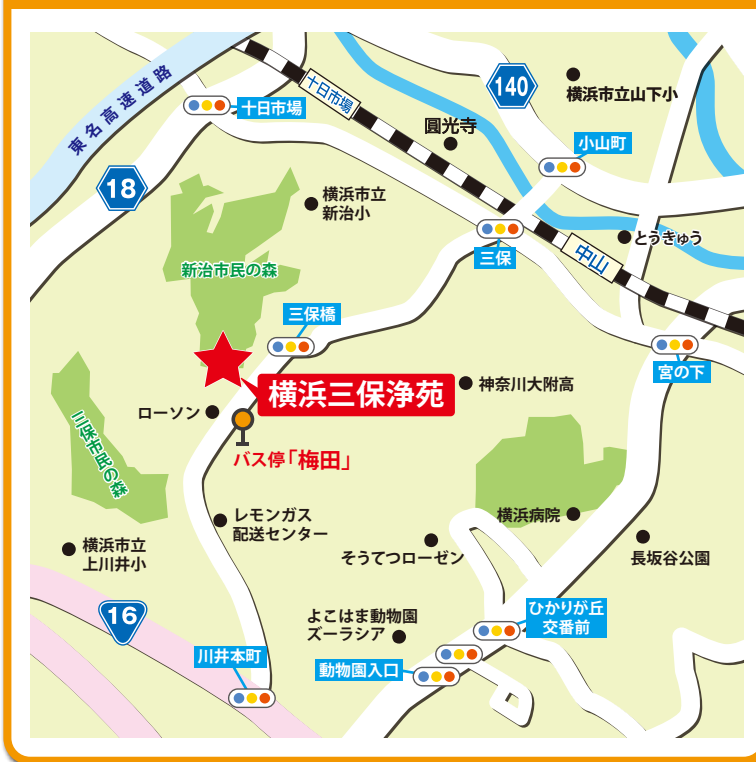 東名高速道路
十日市場
十日市場
140
横浜市立山下小
圓光寺
小山町
18
横浜市立
新治小
三保
とうきゅう
中山
新治市民の森
三保橋
宮の下
横浜三保浄苑
神奈川大附高
ローソン
バス停「梅田」
三保市民の森
レモンガス
配送センター
横浜病院
横浜市立
上川井小
そうてつローゼン
長坂谷公園
16
よこはま動物園
ズーラシア
ひかりが丘
交番前
川井本町
動物園入口